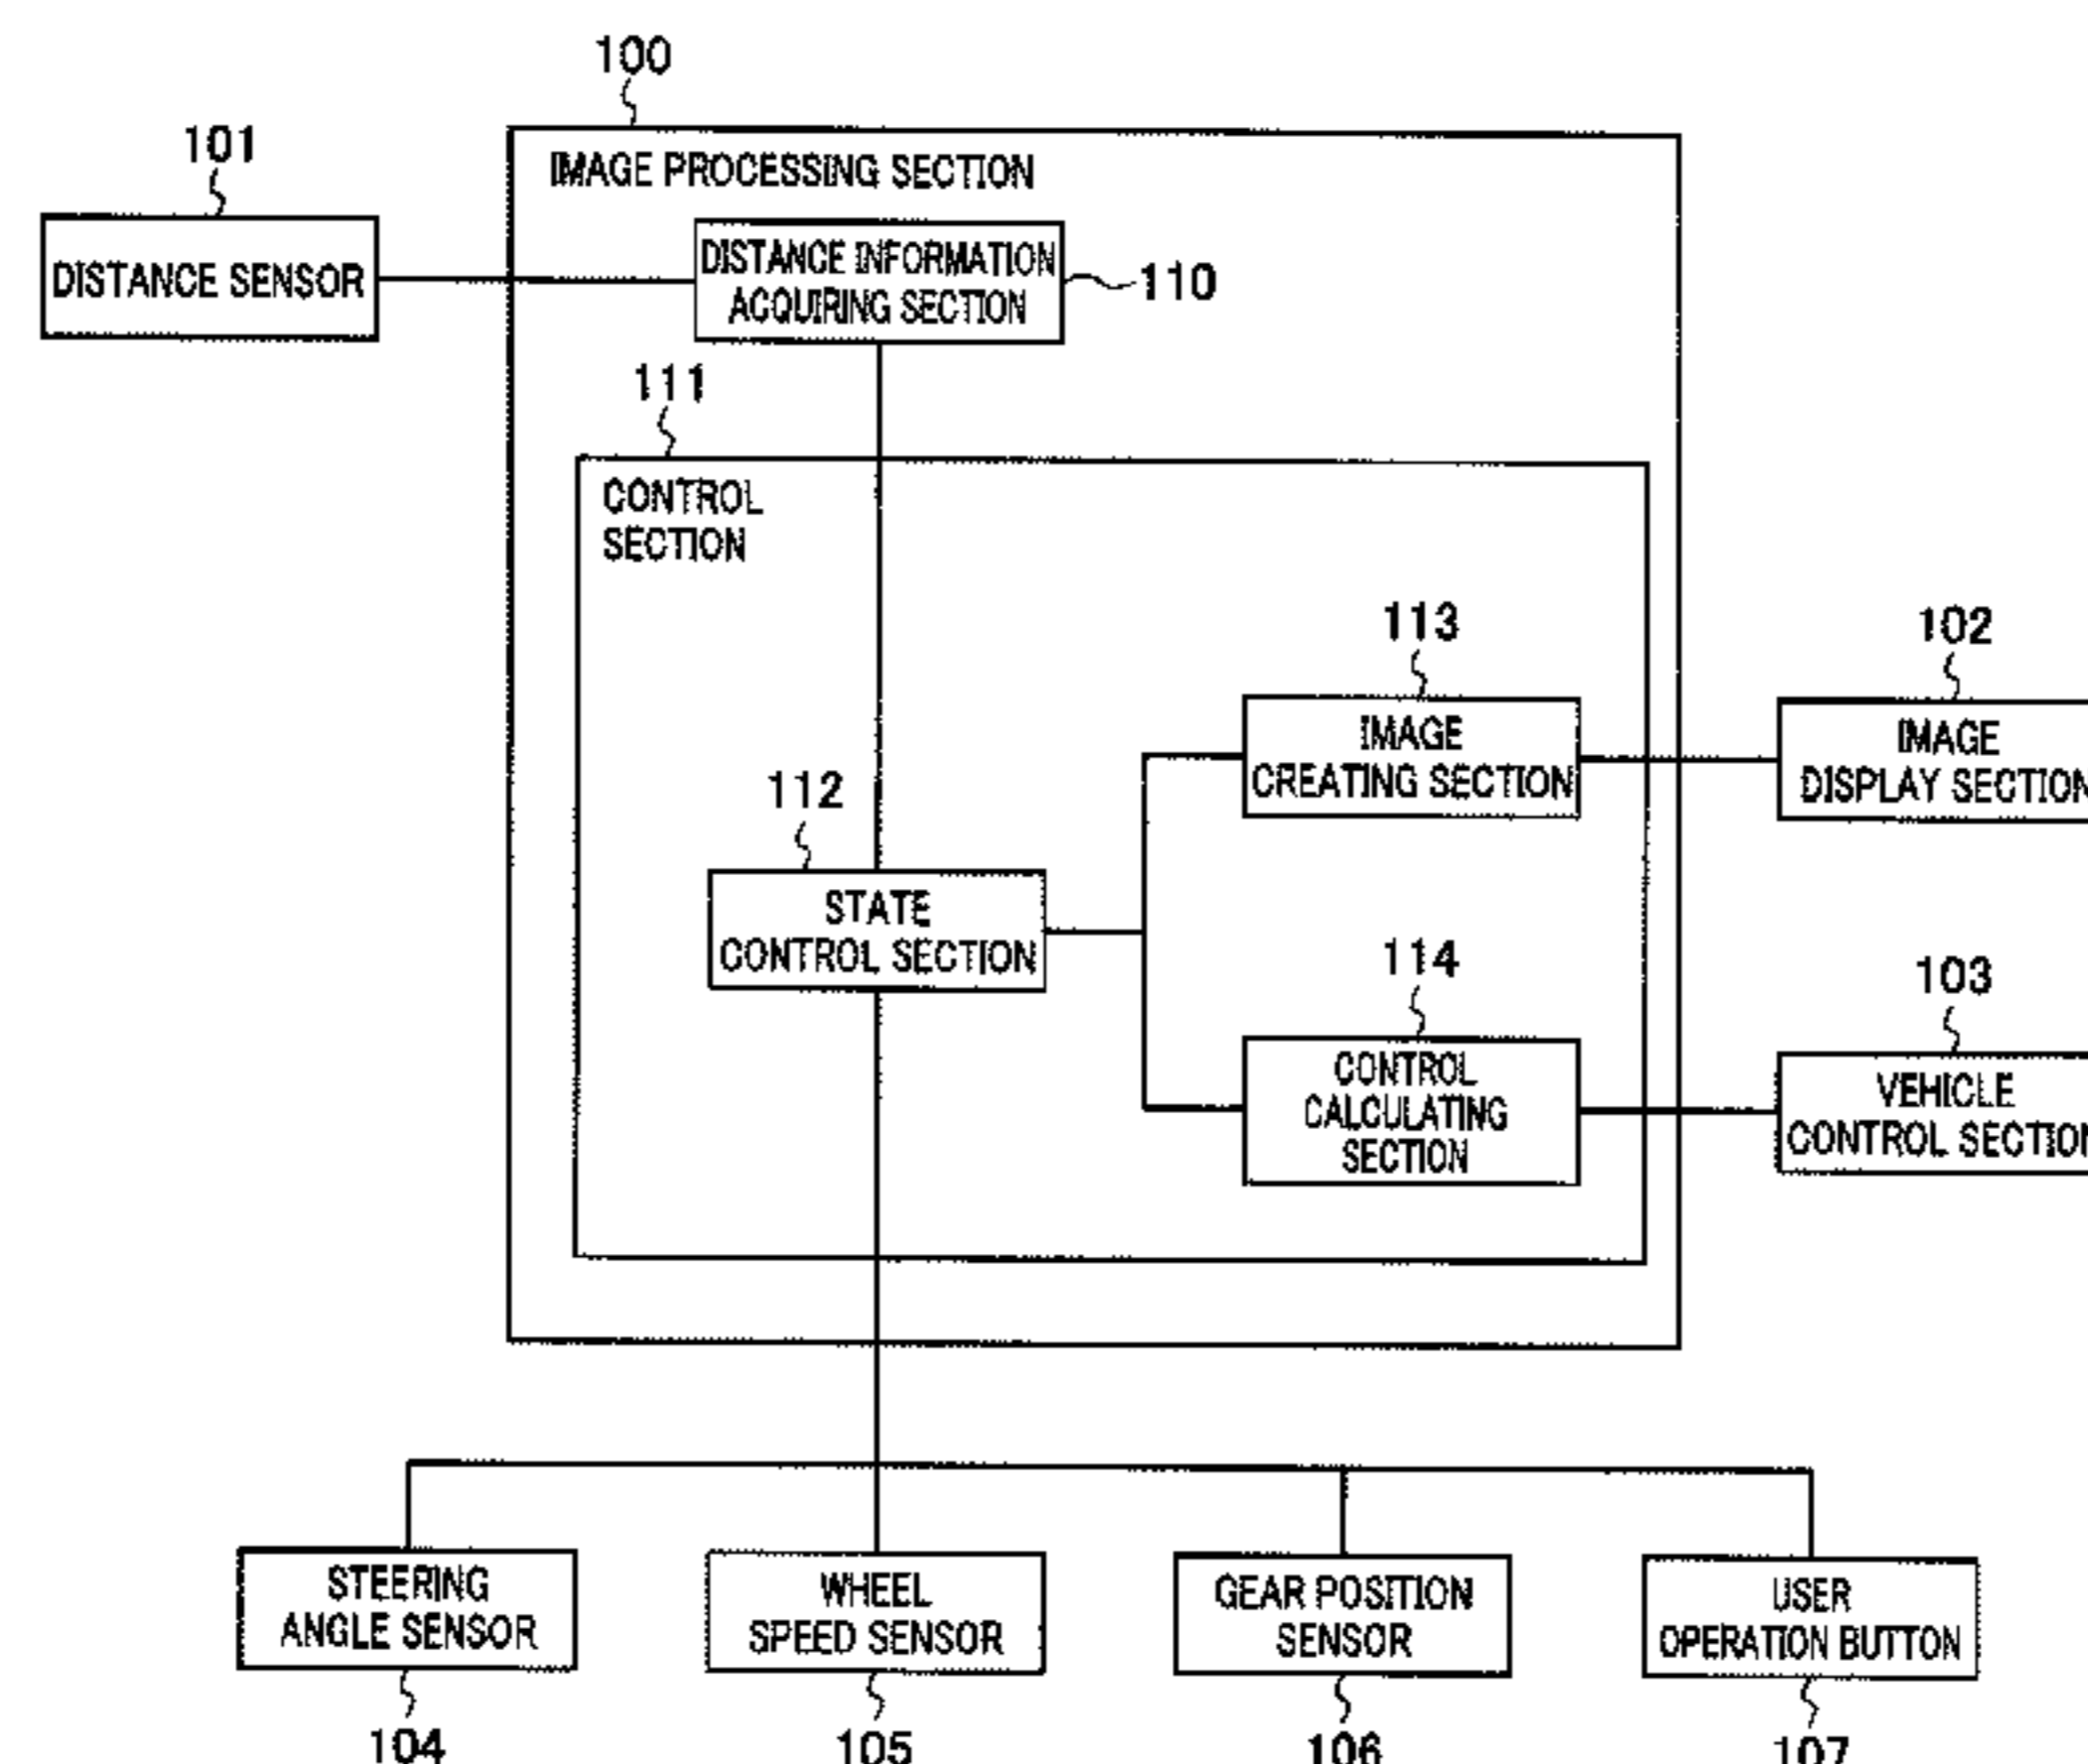 100
101
IMAGE PROCESSING SECTION
DISTANCE SENSOR
DISTANCE INFORMATION
ACQUIRING SECTION
110
111
CONTROL
SECTION
113
102
IMAGE
CREATING SECTION
IMAGE
DISPLAY SECTION
112
STATE
CONTROL SECTION
114
103
CONTROL
CALCULATING
SECTION
VEHICLE
CONTROL SECTION
STEERING
ANGLE SENSOR
WHEEL
SPEED SENSOR
GEAR POSITION
SENSOR
USER
OPERATION BUTTON
104
105
106
107